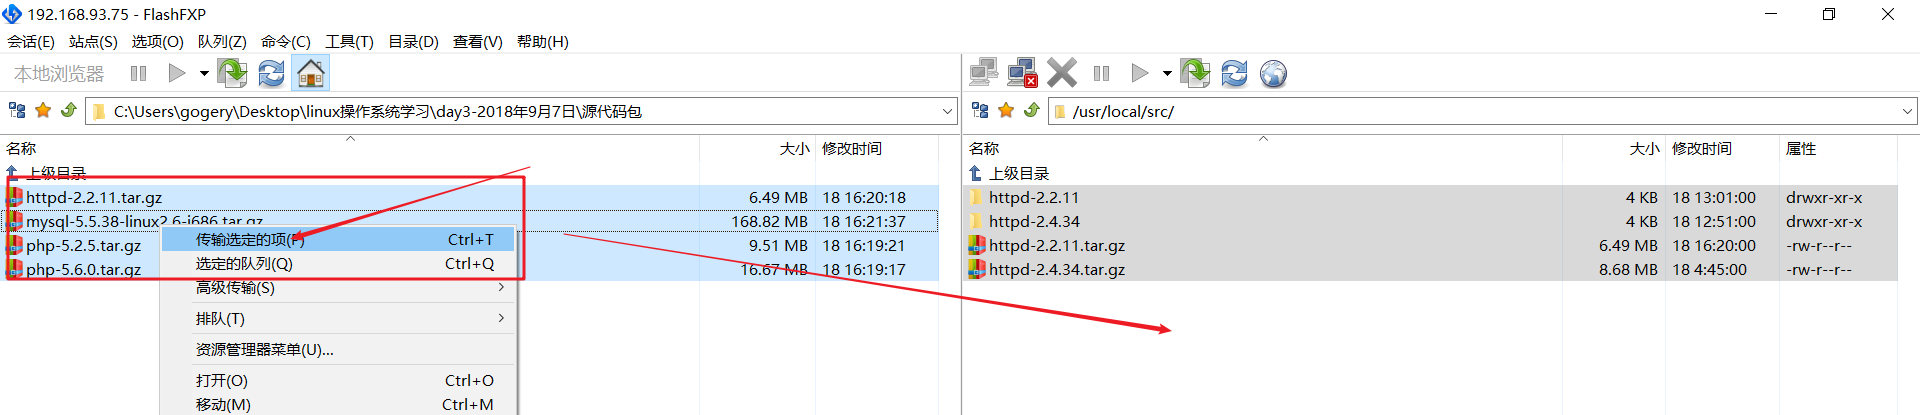 192.168.93.75 - FlashFXP
会话(E) 站点(S) 选项(O) 队列(Z) 命令(C) 工具(T) 目录(D) 查看(V) 帮助(H)
本地浏览器
C:\Users\gogery\Desktop\linux操作系统学习\day3-2018年9月7日\源代码包
名称 大小 修改时间
上级目录
httpd-2.2.11.tar.gz 6.49 MB 18 16:20:18
mysql-5.5.38-linux2.6-i686.tar.gz 168.82 MB 18 16:21:37
php-5.2.5.tar.gz 9.51 MB 18 16:19:21
php-5.6.0.tar.gz 16.67 MB 18 16:19:17
传输选定的项(F) Ctrl+T
选定的队列(Q) Ctrl+Q
高级传输(S)
排队(T)
资源管理器菜单(U)...
打开(O) Ctrl+O
移动(M) Ctrl+M
/usr/local/src/
名称 大小 修改时间 属性
上级目录
httpd-2.2.11 4 KB 18 13:01:00 drwxr-xr-x
httpd-2.4.34 4 KB 18 12:51:00 drwxr-xr-x
httpd-2.2.11.tar.gz 6.49 MB 18 16:20:00 -rw-r--r--
httpd-2.4.34.tar.gz 8.68 MB 18 4:45:00 -rw-r--r--